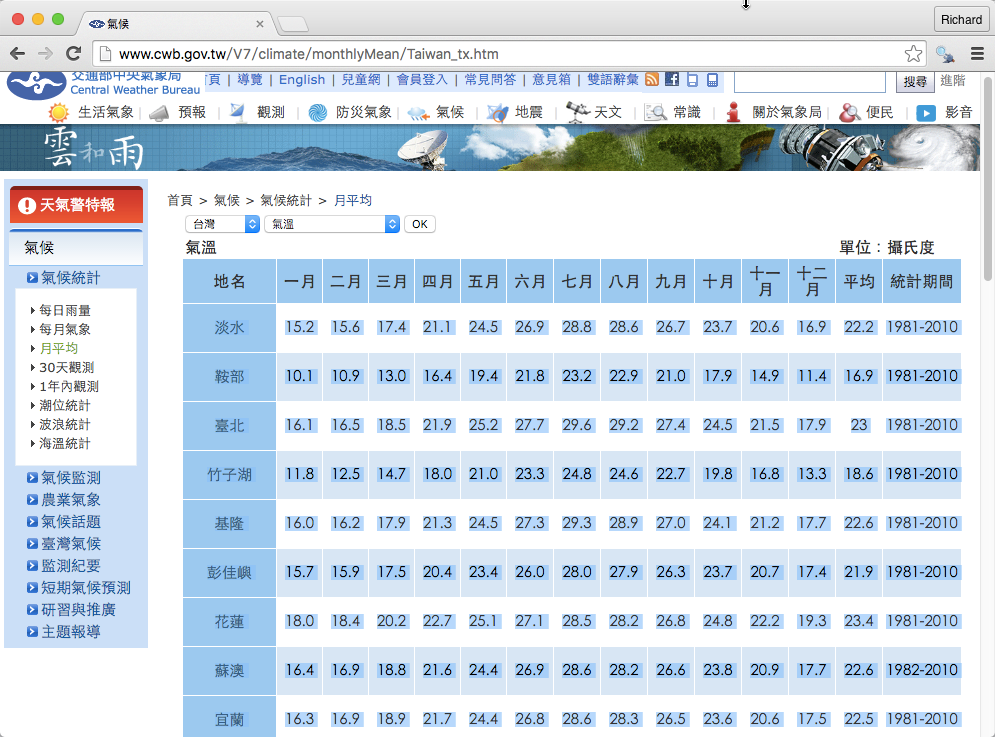 氣候
Richard
www.cwb.gov.tw/V7/climate/monthlyMean/Taiwan_tx.htm
交通部中央氣象局
Central Weather Bureau
頁 | 導覽 | English | 兒童網 | 會員登入 | 常見問答 | 意見箱 | 雙語辭彙
搜尋 進階
生活氣象 預報 觀測 防災氣象 氣候 地震 天文 常識 關於氣象局 便民 影音
雲和雨
天氣警特報
氣候
氣候統計
每日雨量
每月氣象
月平均
30天觀測
1年內觀測
潮位統計
波浪統計
海溫統計
氣候監測
農業氣象
氣候話題
臺灣氣候
監測紀要
短期氣候預測
研習與推廣
主題報導
首頁 > 氣候 > 氣候統計 > 月平均
台灣 氣溫 OK
氣溫 單位：攝氏度
地名 一月 二月 三月 四月 五月 六月 七月 八月 九月 十月 十一月 十二月 平均 統計期間
淡水 15.2 15.6 17.4 21.1 24.5 26.9 28.8 28.6 26.7 23.7 20.6 16.9 22.2 1981-2010
鞍部 10.1 10.9 13.0 16.4 19.4 21.8 23.2 22.9 21.0 17.9 14.9 11.4 16.9 1981-2010
臺北 16.1 16.5 18.5 21.9 25.2 27.7 29.6 29.2 27.4 24.5 21.5 17.9 23 1981-2010
竹子湖 11.8 12.5 14.7 18.0 21.0 23.3 24.8 24.6 22.7 19.8 16.8 13.3 18.6 1981-2010
基隆 16.0 16.2 17.9 21.3 24.5 27.3 29.3 28.9 27.0 24.1 21.2 17.7 22.6 1981-2010
彭佳嶼 15.7 15.9 17.5 20.4 23.4 26.0 28.0 27.9 26.3 23.7 20.7 17.4 21.9 1981-2010
花蓮 18.0 18.4 20.2 22.7 25.1 27.1 28.5 28.2 26.8 24.8 22.2 19.3 23.4 1981-2010
蘇澳 16.4 16.9 18.8 21.6 24.4 26.9 28.6 28.2 26.6 23.8 20.9 17.7 22.6 1982-2010
宜蘭 16.3 16.9 18.9 21.7 24.4 26.8 28.6 28.3 26.5 23.6 20.6 17.5 22.5 1981-2010